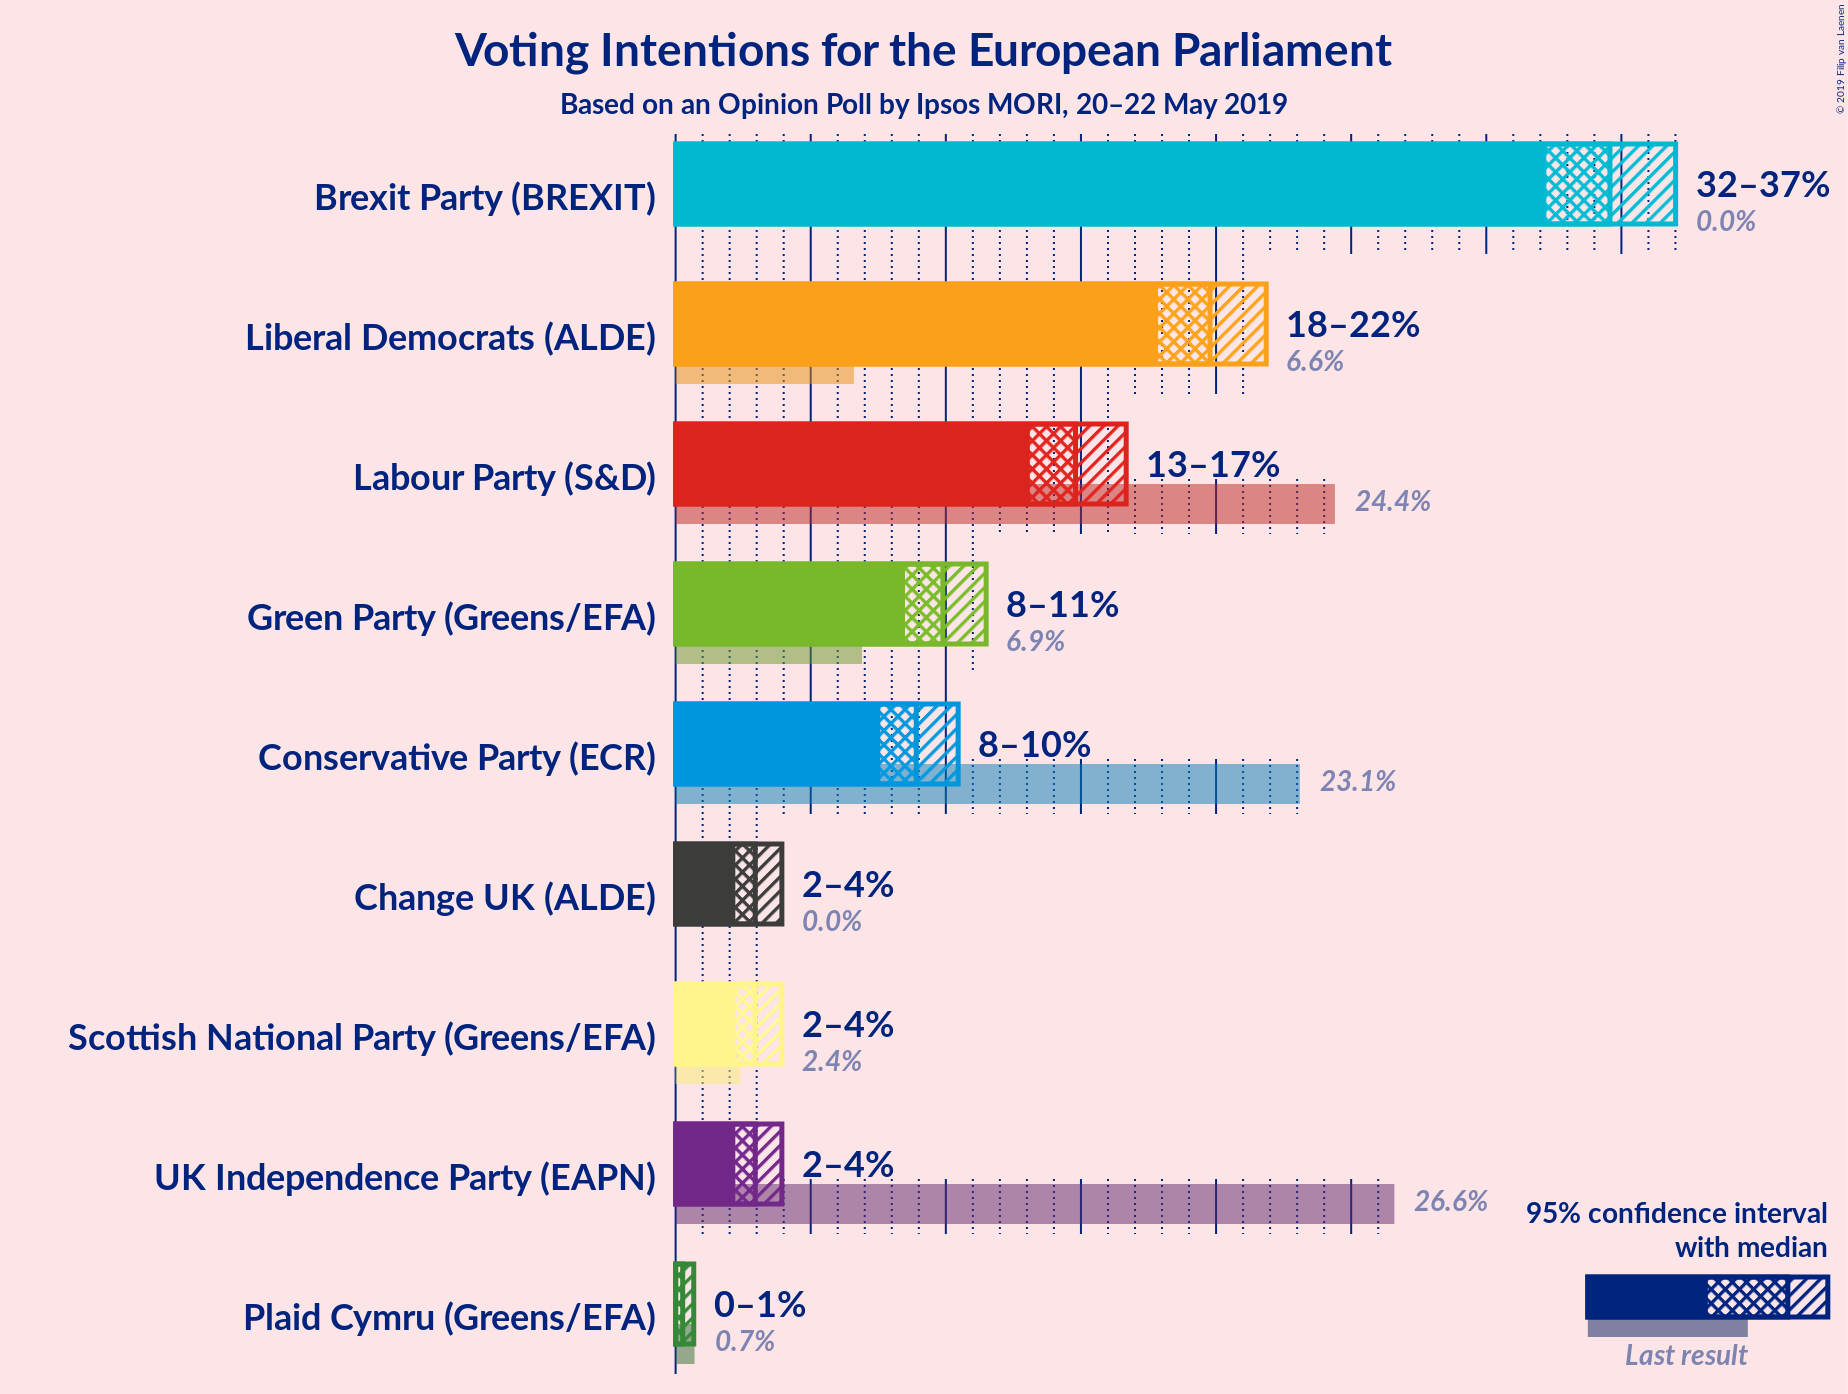 Voting Intentions for the European Parliament
Based on an Opinion Poll by Ipsos MORI, 20–22 May 2019
© 2019 Filip van Laenen
Brexit Party (BREXIT)
32–37%
0.0%
Liberal Democrats (ALDE)
18–22%
6.6%
Labour Party (S&D)
13–17%
24.4%
Green Party (Greens/EFA)
8–11%
6.9%
Conservative Party (ECR)
8–10%
23.1%
Change UK (ALDE)
2–4%
0.0%
Scottish National Party (Greens/EFA)
2–4%
2.4%
UK Independence Party (EAPN)
2–4%
26.6%
Plaid Cymru (Greens/EFA)
0–1%
0.7%
95% confidence interval
with median
Last result